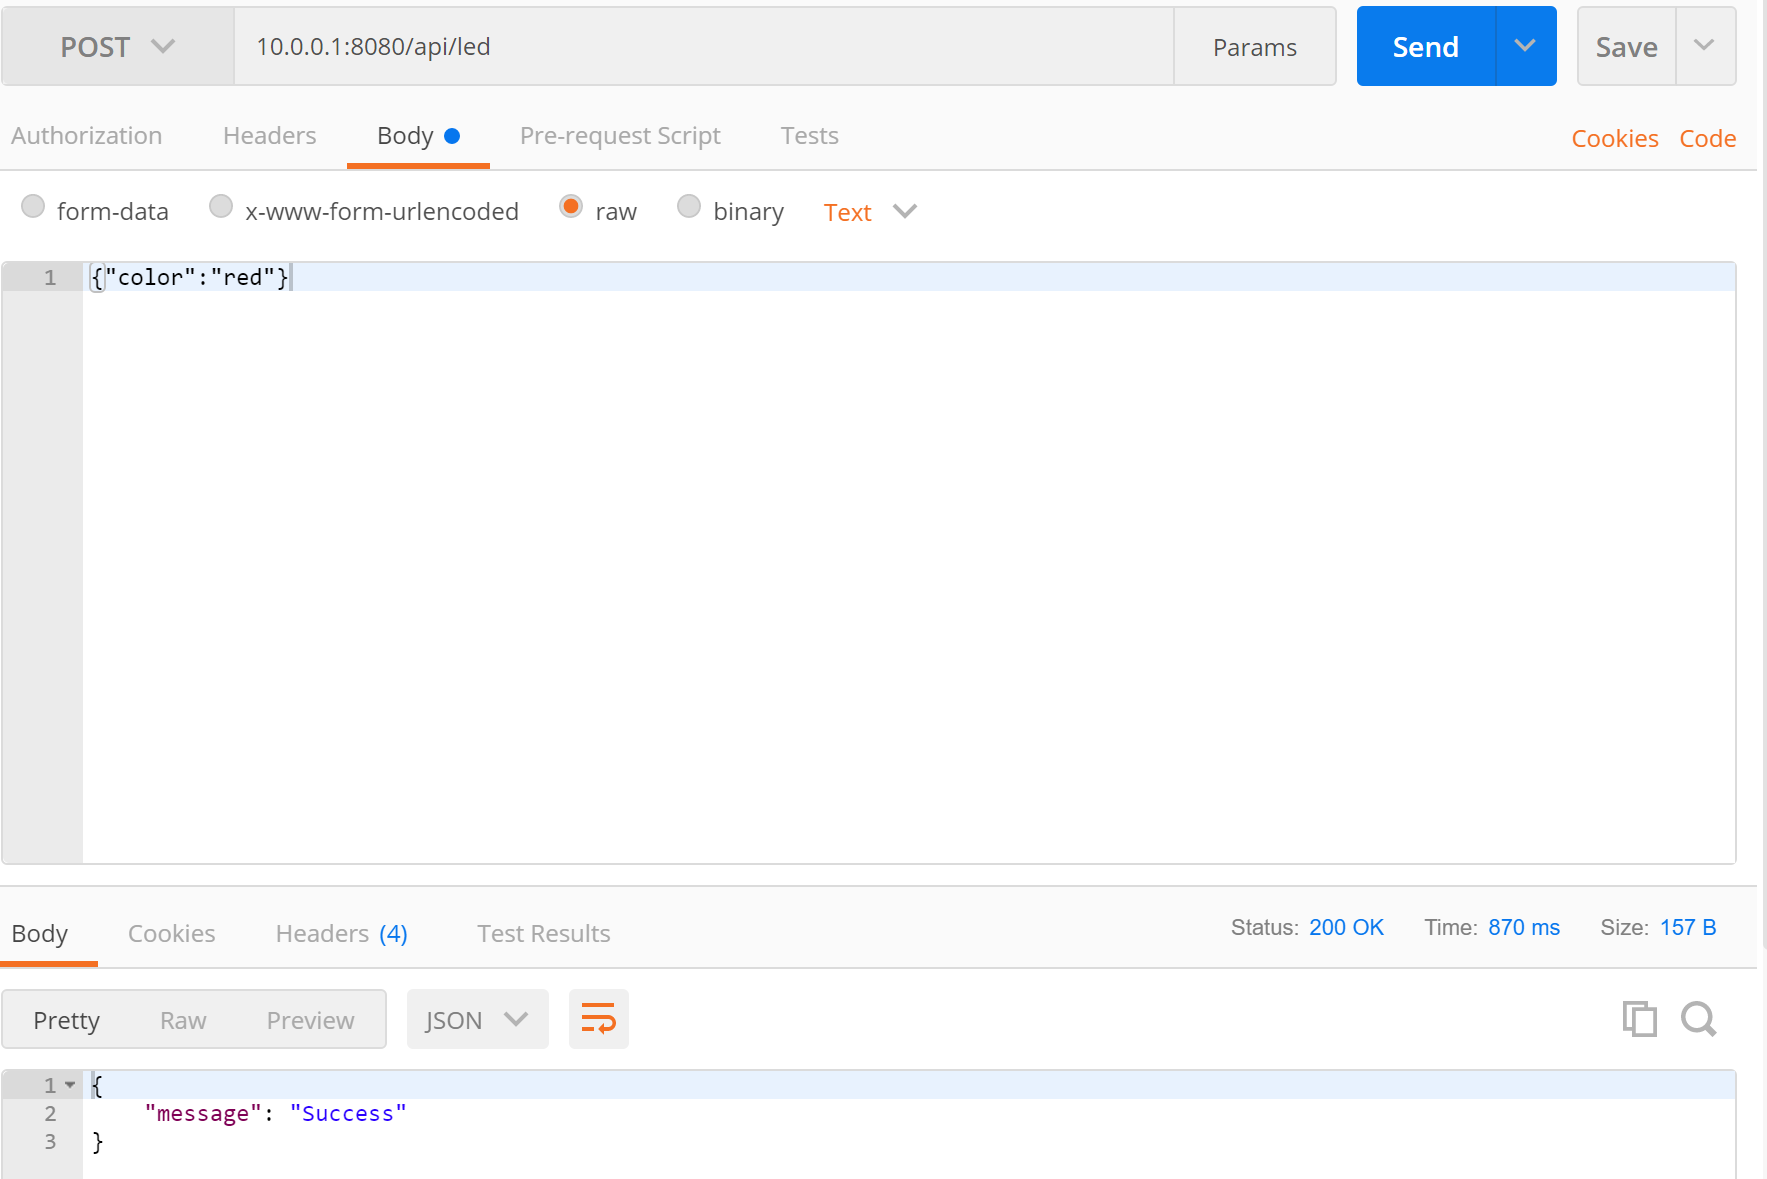 POST 10.0.0.1:8080/api/led Params Send Save
Authorization Headers Body Pre-request Script Tests Cookies Code
form-data x-www-form-urlencoded raw binary Text
1 {"color":"red"}
Body Cookies Headers (4) Test Results Status: 200 OK Time: 870 ms Size: 157 B
Pretty Raw Preview JSON
1 {
2 "message": "Success"
3 }